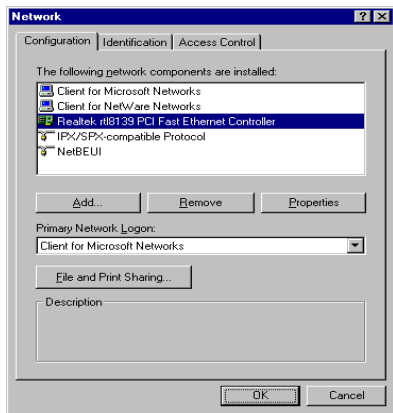 Network
Configuration Identification Access Control
The following network components are installed:
Client for Microsoft Networks
Client for NetWare Networks
Realtek rtl8139 PCI Fast Ethernet Controller
IPX/SPX-compatible Protocol
NetBEUI
Add... Remove Properties
Primary Network Logon:
Client for Microsoft Networks
File and Print Sharing...
Description
OK Cancel